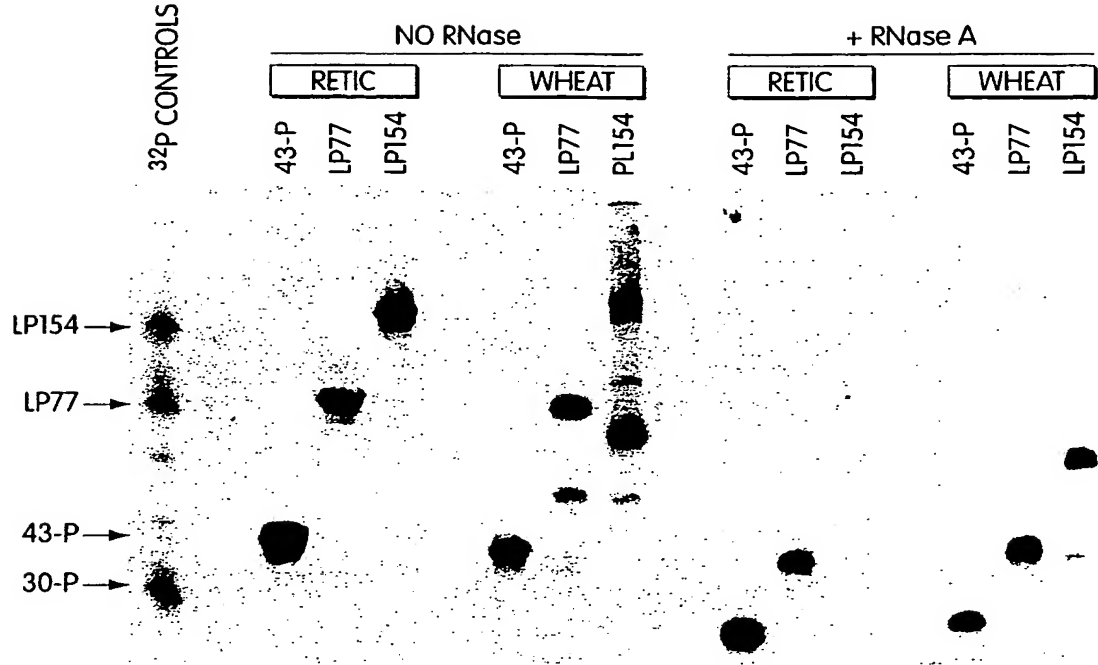 ³²P CONTROLS
NO RNase
+ RNase A
RETIC
WHEAT
RETIC
WHEAT
43-P
LP77
LP154
43-P
LP77
PL154
43-P
LP77
LP154
43-P
LP77
LP154
LP154
LP77
43-P
30-P